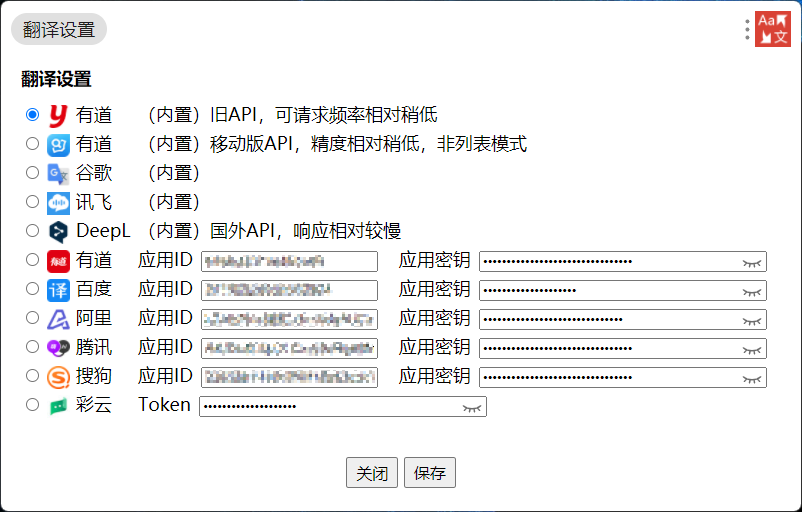 翻译设置
Aa文
翻译设置
有道 （内置）旧API，可请求频率相对稍低
有道 （内置）移动版API，精度相对稍低，非列表模式
谷歌 （内置）
讯飞 （内置）
DeepL （内置）国外API，响应相对较慢
有道 有道 应用ID 应用密钥
译 百度 应用ID 应用密钥
阿里 应用ID 应用密钥
腾讯 应用ID 应用密钥
搜狗 应用ID 应用密钥
彩云 Token
关闭 保存